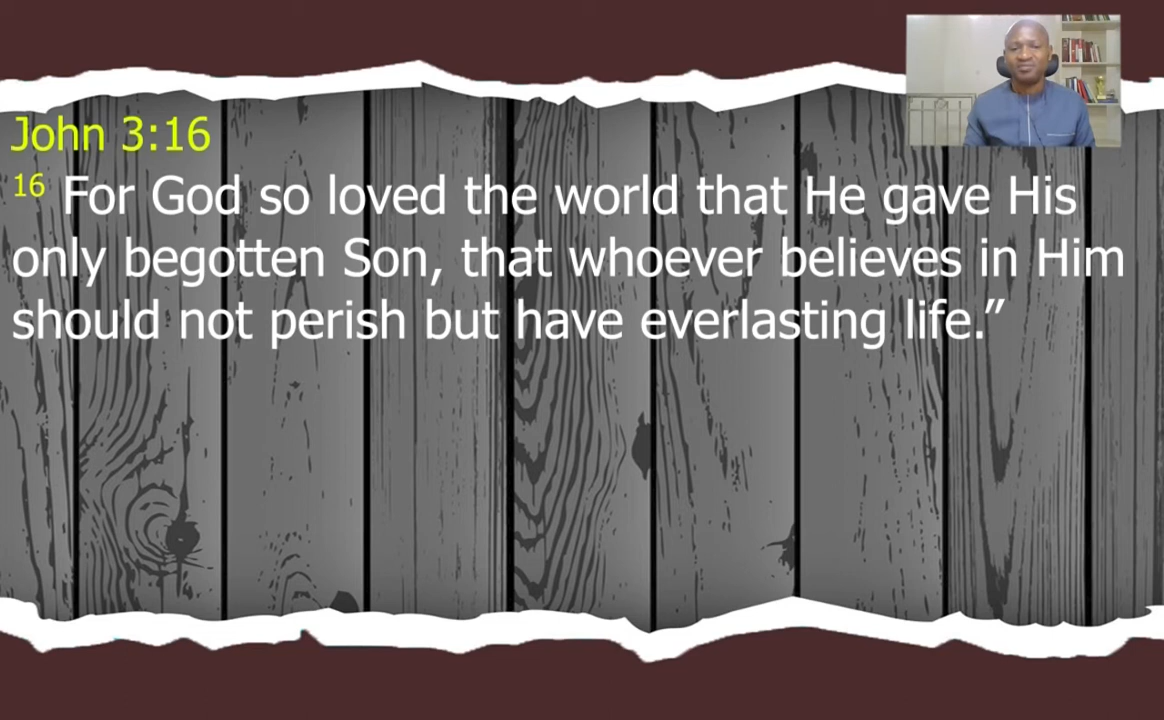 John 3:16
16 For God so loved the world that He gave His
only begotten Son, that whoever believes in Him
should not perish but have everlasting life.”